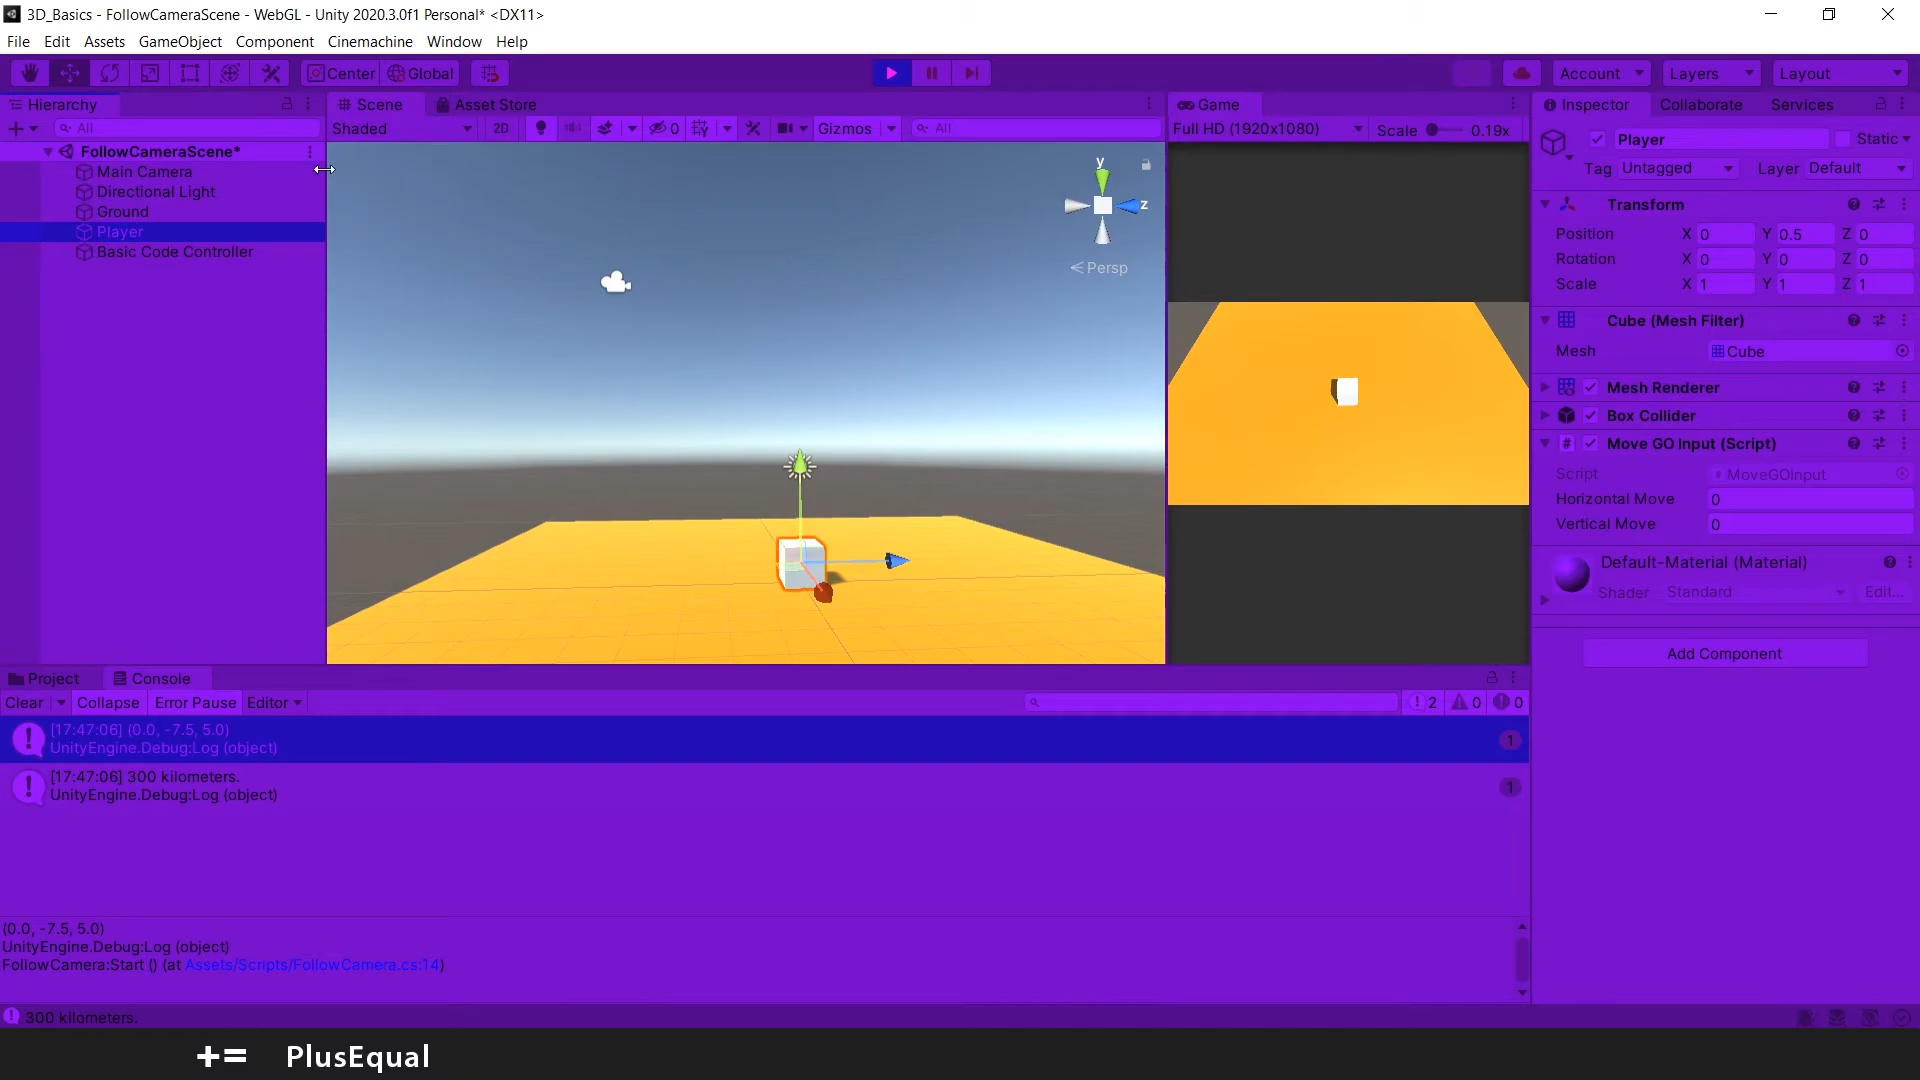 3D_Basics - FollowCameraScene - WebGL - Unity 2020.3.0f1 Personal* <DX11>
File Edit Assets GameObject Component Cinemachine Window Help
Center Global
Account Layers Layout
Hierarchy
All
FollowCameraScene*
Main Camera
Directional Light
Ground
Player
Basic Code Controller
Scene Asset Store
Shaded 2D 0 Gizmos All
y
z
Persp
Game
Full HD (1920x1080) Scale 0.19x
Inspector Collaborate Services
Player Static
Tag Untagged Layer Default
Transform
Position X 0 Y 0.5 Z 0
Rotation X 0 Y 0 Z 0
Scale X 1 Y 1 Z 1
Cube (Mesh Filter)
Mesh Cube
Mesh Renderer
Box Collider
Move GO Input (Script)
Script MoveGOInput
Horizontal Move 0
Vertical Move 0
Default-Material (Material)
Shader Standard Edit...
Add Component
Project Console
Clear Collapse Error Pause Editor 2 0 0
[17:47:06] (0.0, -7.5, 5.0)
UnityEngine.Debug:Log (object)
1
[17:47:06] 300 kilometers.
UnityEngine.Debug:Log (object)
1
(0.0, -7.5, 5.0)
UnityEngine.Debug:Log (object)
FollowCamera:Start () (at Assets/Scripts/FollowCamera.cs:14)
300 kilometers.
+= PlusEqual